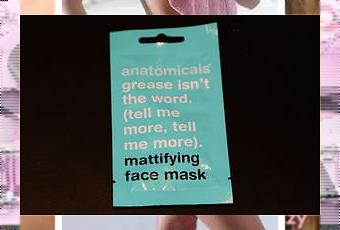 anatomicals
grease isn't
the word.
(tell me
more, tell
me more).
mattifying
face mask